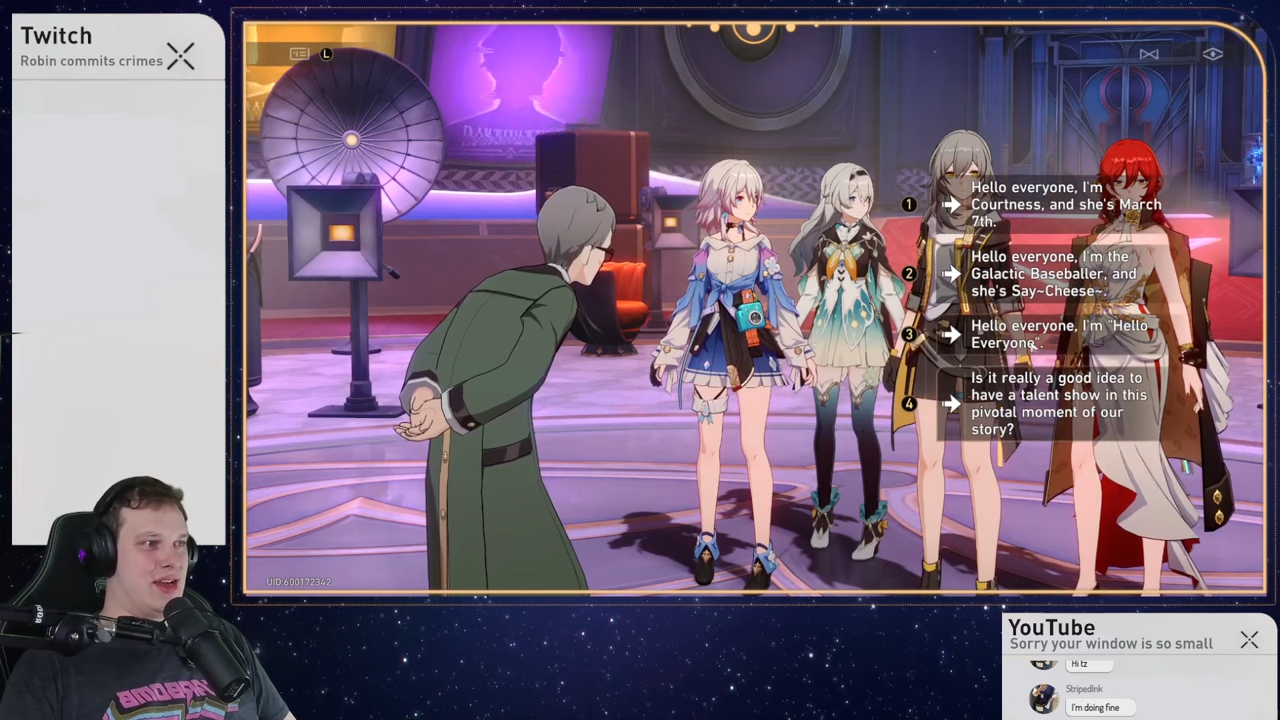 Twitch
Robin commits crimes
L
1
Hello everyone, I'm
Courtness, and she's March
7th.
2
Hello everyone, I'm the
Galactic Baseballer, and
she's Say~Cheese~.
3
Hello everyone, I'm "Hello
Everyone".
4
Is it really a good idea to
have a talent show in this
pivotal moment of our
story?
UID:600172342
YouTube
Sorry your window is so small
Hi tz
StripedInk
I'm doing fine